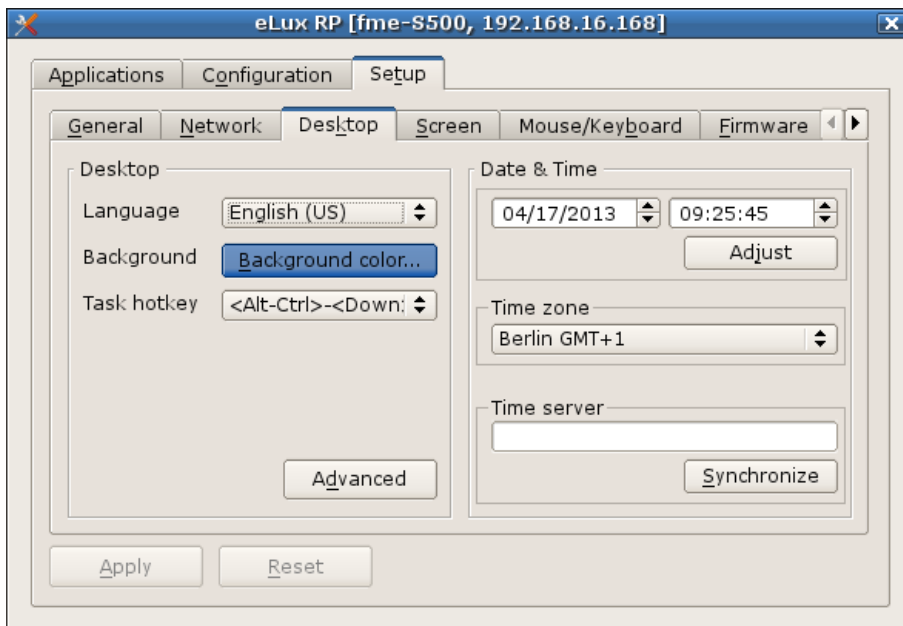 eLux RP [fme-S500, 192.168.16.168]
Applications Configuration Setup
General Network Desktop Screen Mouse/Keyboard Firmware
Desktop
Language English (US)
Background Background color...
Task hotkey <Alt-Ctrl>-<Down:
Advanced
Date & Time
04/17/2013 09:25:45
Adjust
Time zone
Berlin GMT+1
Time server
Synchronize
Apply Reset